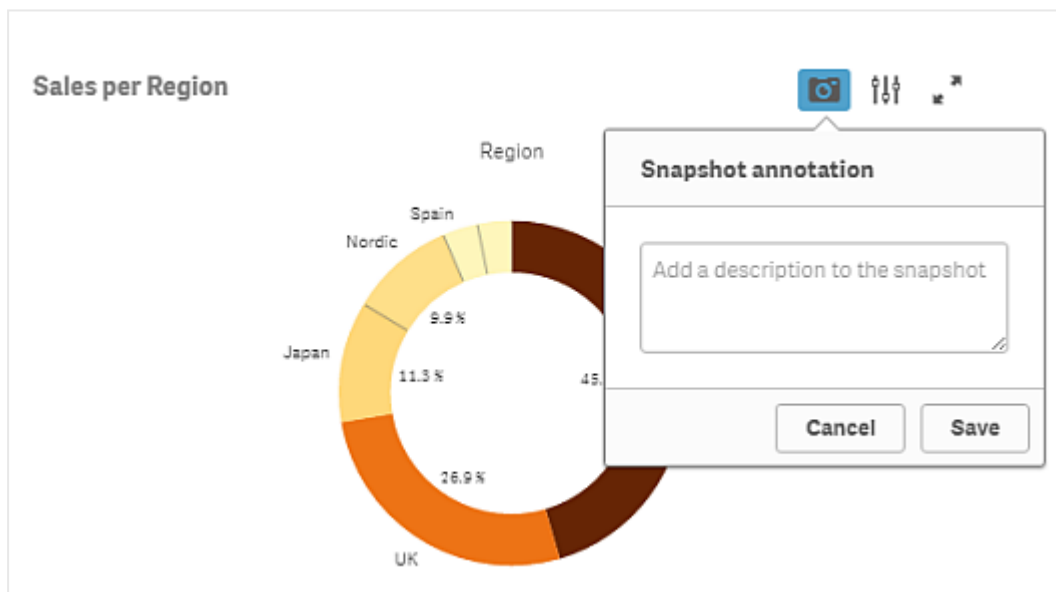 Sales per Region
Region
Snapshot annotation
Spain
Nordic
Add a description to the snapshot
9.9 %
Japan
11.3 %
45.
Cancel
Save
26.9 %
UK